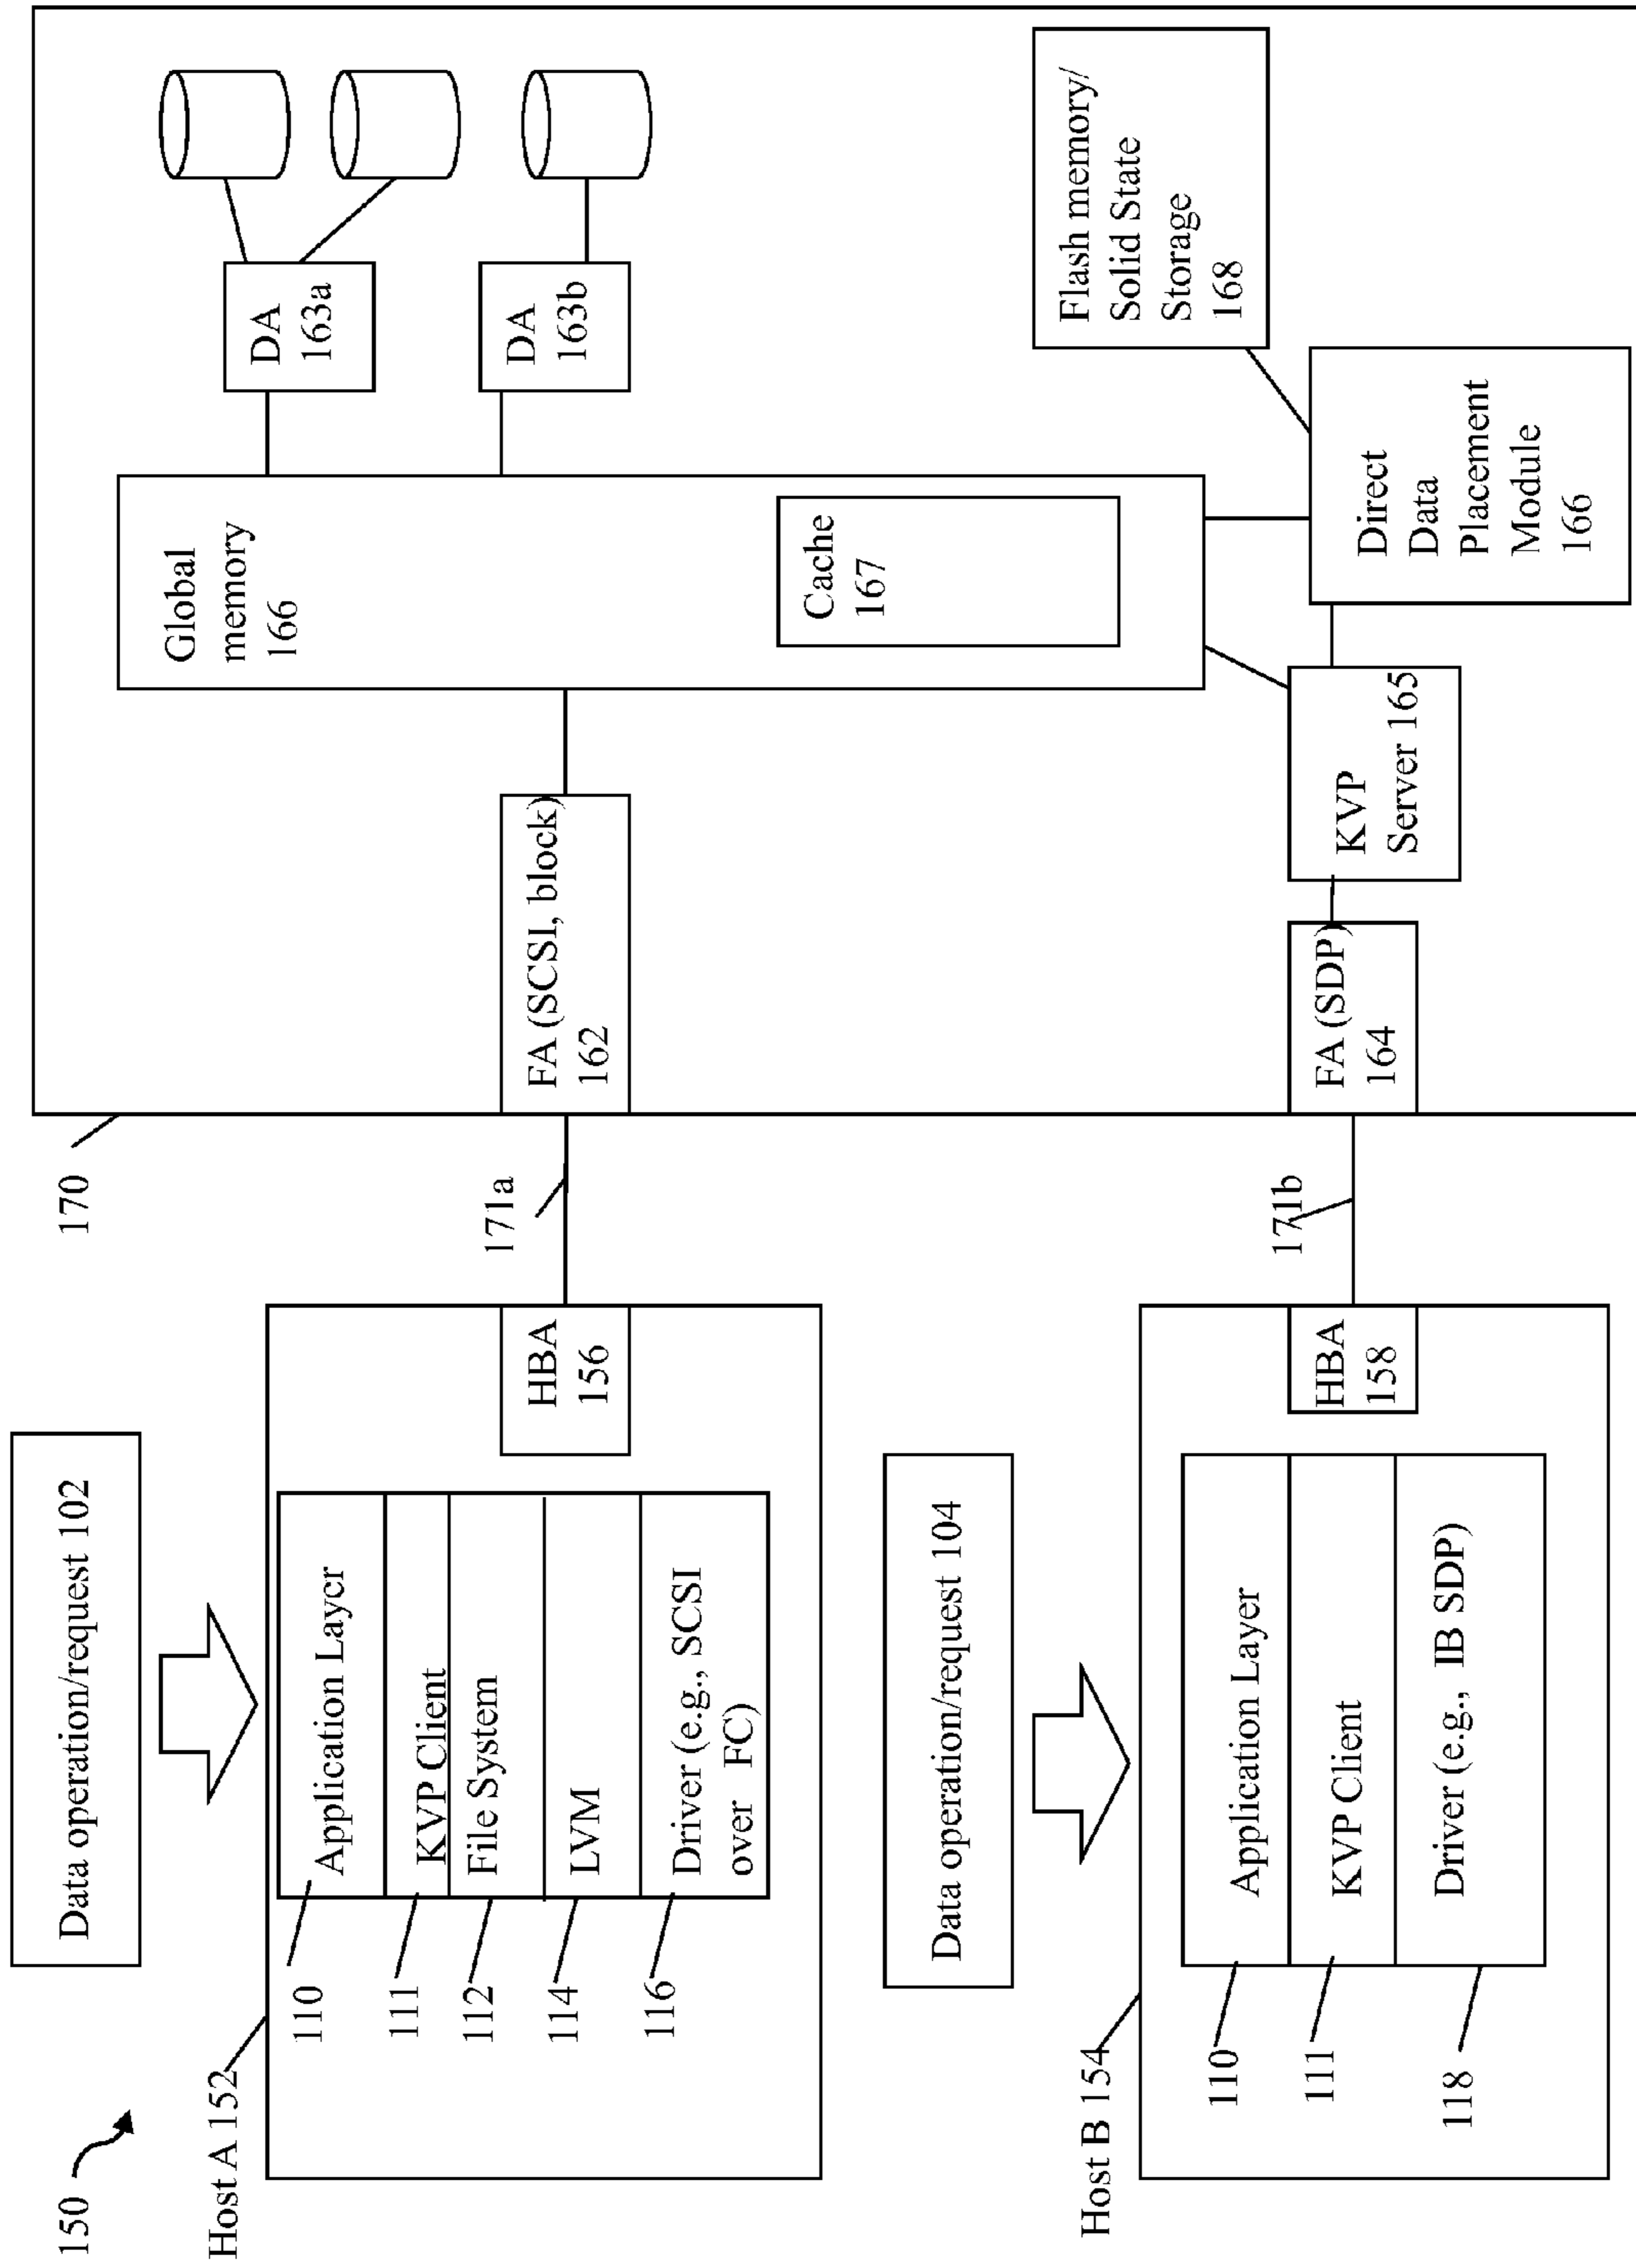 150
Data operation/request 102
Host A 152
110
Application Layer
111
KVP Client
112
File System
114
LVM
116
Driver (e.g., SCSI
over FC)
HBA
156
171a
Data operation/request 104
Host B 154
110
Application Layer
111
KVP Client
118
Driver (e.g., IB SDP)
HBA
158
171b
170
FA (SCSI, block)
162
FA (SDP)
164
KVP
Server 165
Global
memory
166
Cache
167
DA
163a
DA
163b
Direct
Data
Placement
Module
166
Flash memory/
Solid State
Storage
168